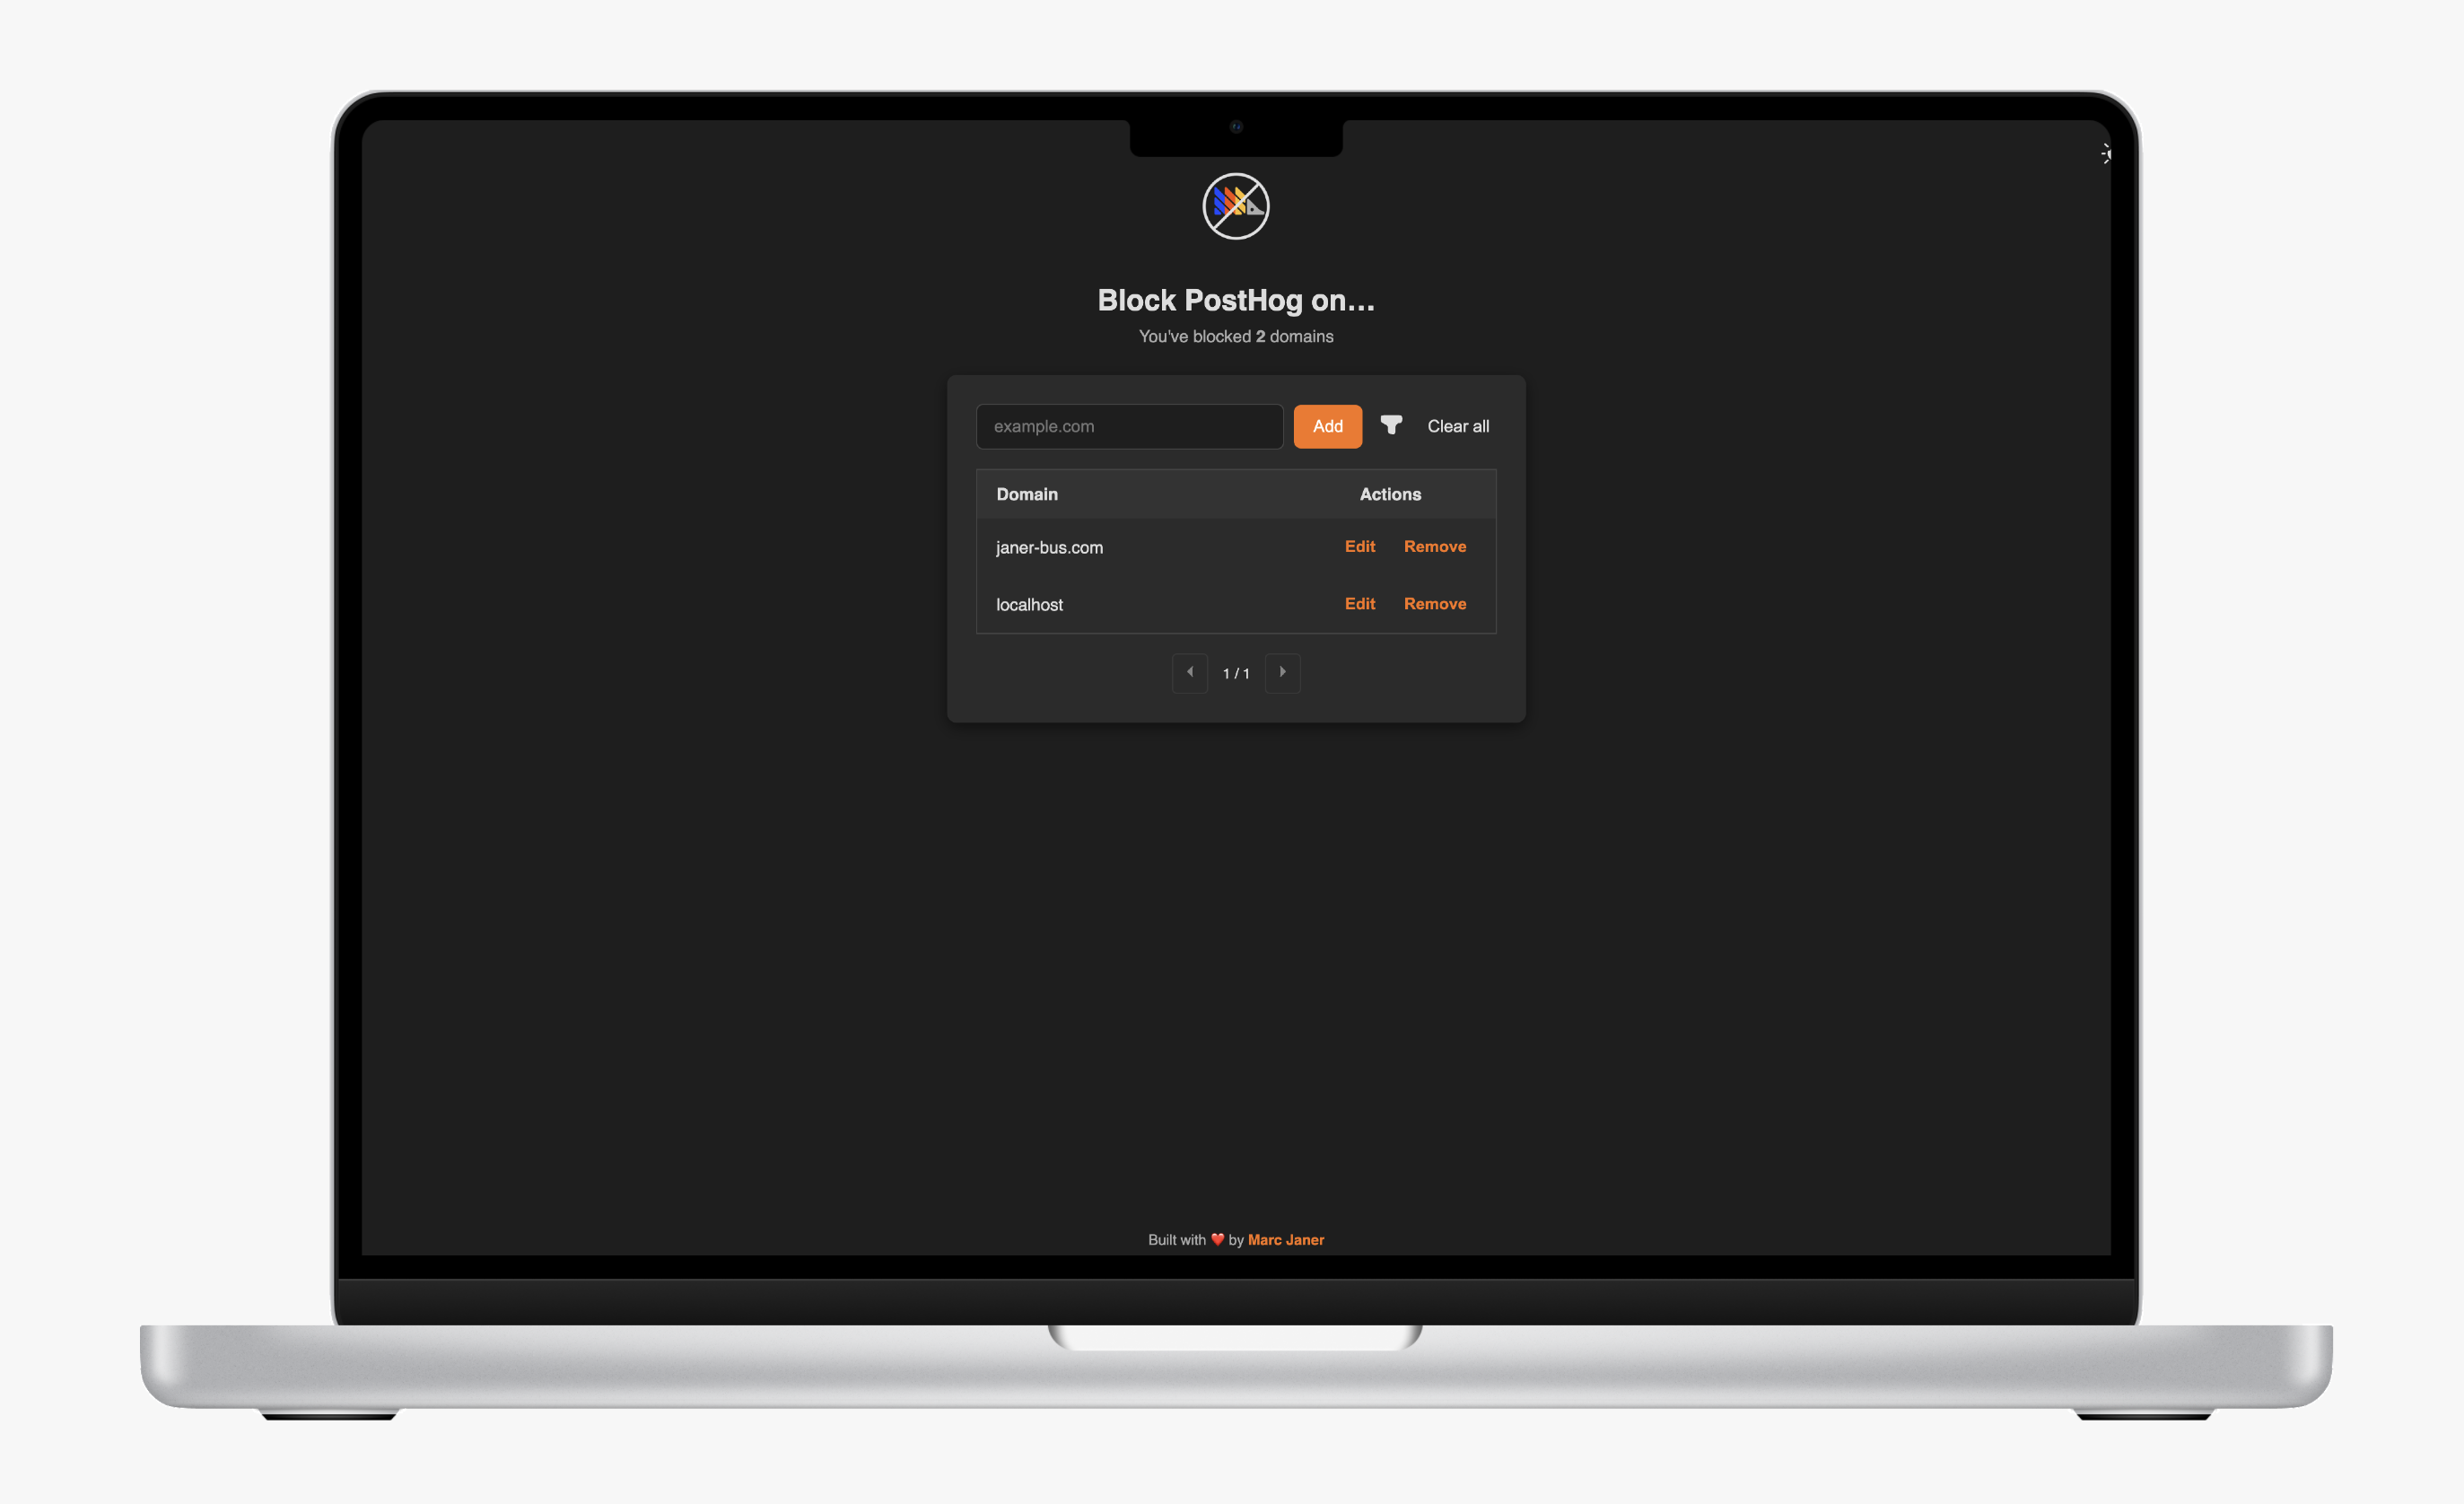 Block PostHog on...
You've blocked 2 domains
example.com Add Clear all
Domain Actions
janer-bus.com Edit Remove
localhost Edit Remove
1 / 1
Built with ❤️ by Marc Janer